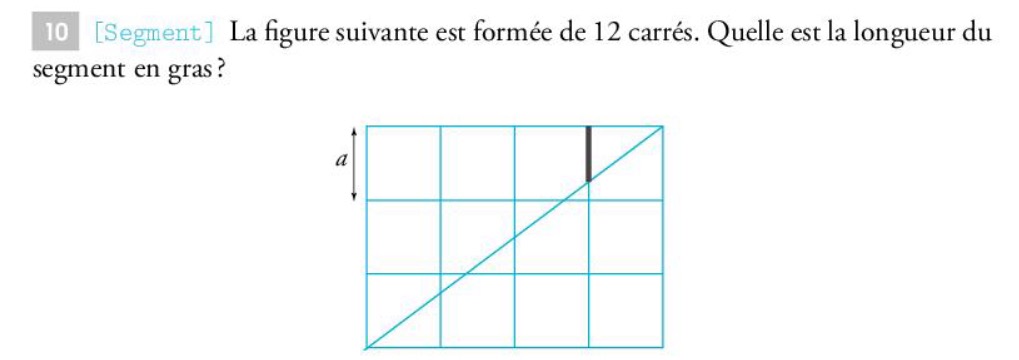 10 [Segment] La figure suivante est formée de 12 carrés. Quelle est la longueur du
segment en gras ?
a